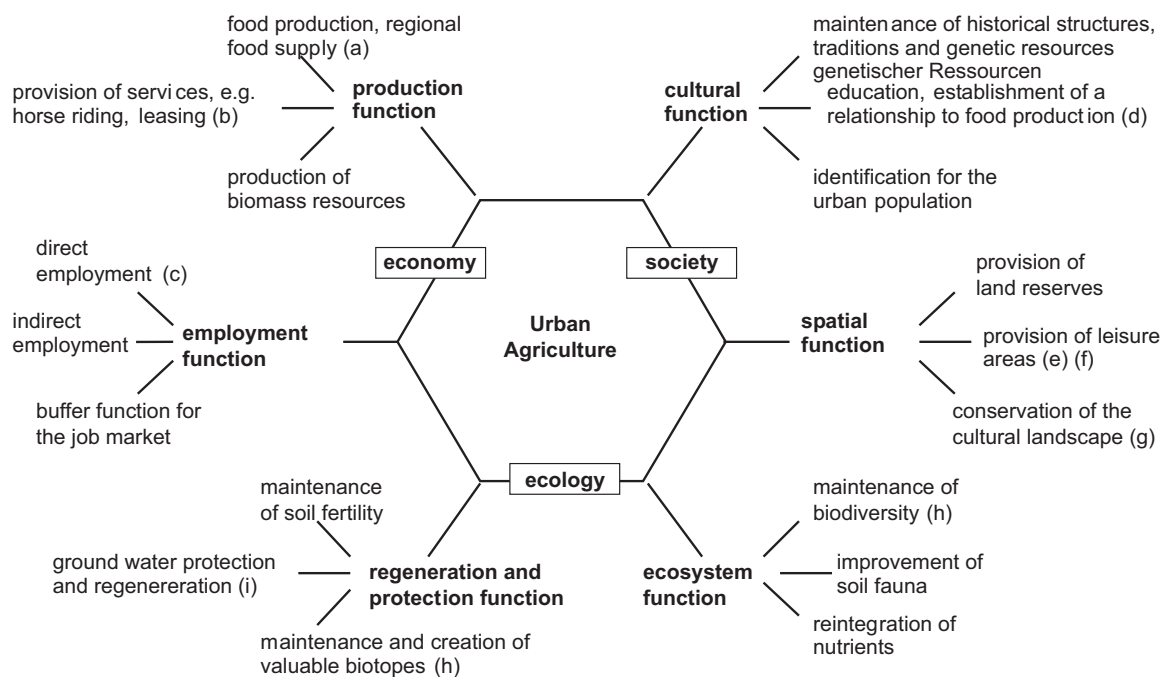 food production, regional
food supply (a)
provision of services, e.g.
horse riding, leasing (b)
production
function
production of
biomass resources
maintenance of historical structures,
traditions and genetic resources
genetischer Ressourcen
cultural
function
education, establishment of a
relationship to food production (d)
identification for the
urban population
economy
society
direct
employment (c)
indirect
employment
employment
function
buffer function for
the job market
Urban
Agriculture
spatial
function
provision of
land reserves
provision of leisure
areas (e) (f)
conservation of the
cultural landscape (g)
ecology
maintenance
of soil fertility
ground water protection
and regenereration (i)
regeneration and
protection function
maintenance and creation of
valuable biotopes (h)
ecosystem
function
maintenance of
biodiversity (h)
improvement of
soil fauna
reintegration of
nutrients